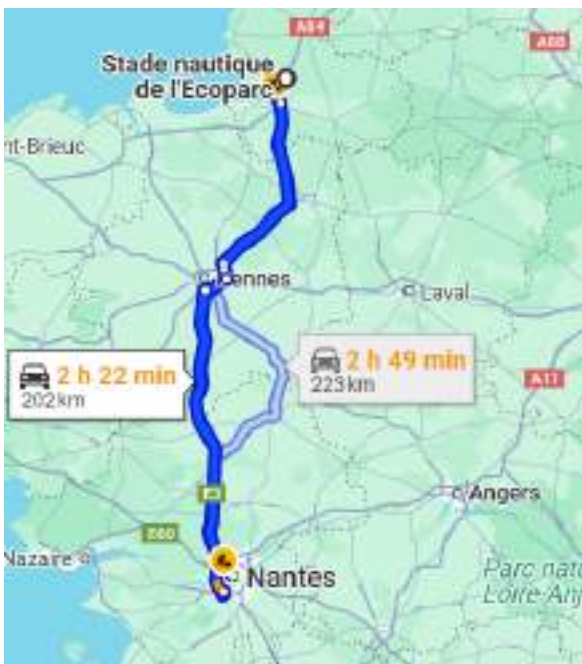 A84
A88
Stade nautique
de l'Ecoparc
nt-Brieuc
Rennes
Laval
2 h 22 min
202 km
2 h 49 min
223 km
A11
Angers
E60
Nazaire
Nantes
Parc natu
Loire-Anj